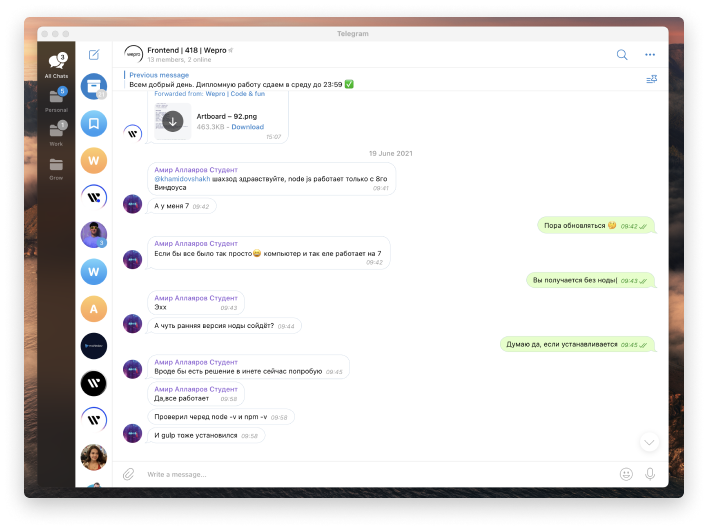 Telegram
3
All Chats
5
Personal
1
Work
Grow
W
3
W
A
wepro
Frontend | 418 | Wepro
13 members, 2 online
Previous message
Всем добрый день. Дипломную работу сдаем в среду до 23:59 ✅
Forwarded from: Wepro | Code & fun
Artboard – 92.png
463.3KB - Download
15:07
19 June 2021
Амир Аллаяров Студент
@khamidovshakh шахзод здравствуйте, node js работает только с 8го
Виндоуса 09:41
А у меня 7 09:42
Пора обновляться 😁 09:42
Амир Аллаяров Студент
Если бы все было так просто😅 компьютер и так еле работает на 7
09:42
Вы получается без ноды( 09:43
Амир Аллаяров Студент
Эхх 09:43
А чуть ранняя версия ноды сойдёт? 09:44
Думаю да, если устанавливается 09:45
Амир Аллаяров Студент
Вроде бы есть решение в инете сейчас попробую 09:45
Амир Аллаяров Студент
Да,все работает 09:58
Проверил черед node -v и npm -v 09:58
И gulp тоже установился 09:58
Write a message...